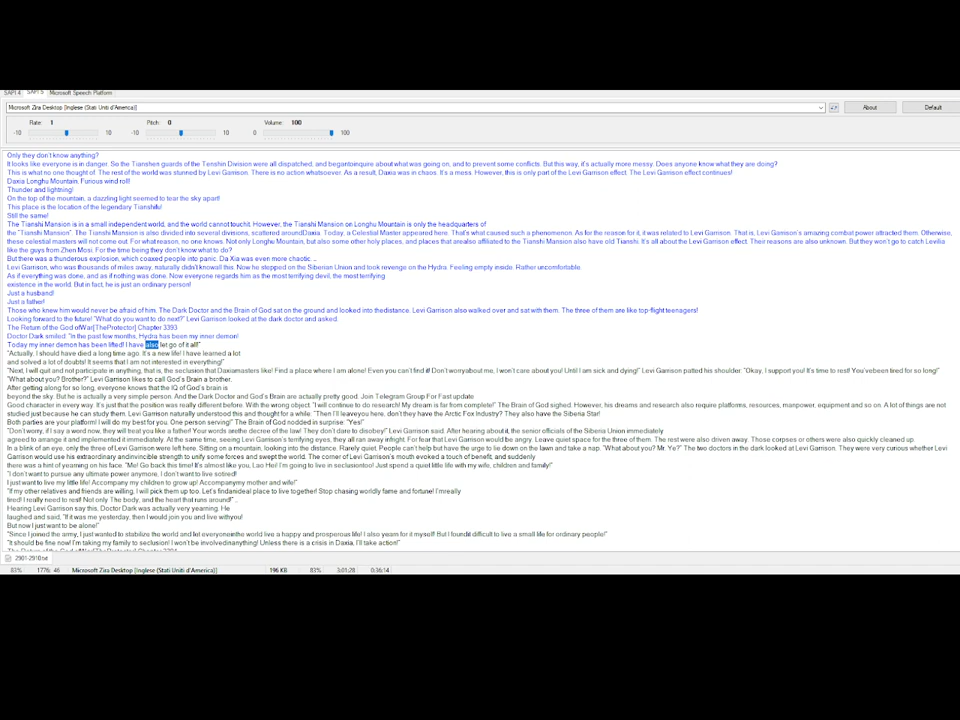 SAPI 4 SAPI 5 Microsoft Speech Platform
Microsoft Zira Desktop [Inglese (Stati Uniti d'America)]
About
Default
Rate: 1
Pitch: 0
Volume: 100
-10 10 -10 10 0 100
Only they don't know anything?
It looks like everyone is in danger. So the Tianshen guards of the Tenshin Division were all dispatched, and begantoinquire aboutwhat was going on, and to prevent some conflicts. But this way, it's actually more messy. Does anyone know what they are doing?
This is what no one thought of. The rest of the world was stunned by Levi Garrison. There is no action whatsoever. As a result, Daxia was in chaos. It's a mess. However, this is only part of the Levi Garrison effect. The Levi Garrison effect continues!
Daxia Longhu Mountain. Furious wind roll!
Thunder and lightning!
On the top of the mountain, a dazzling light seemed to tear the sky apart!
This place is the location of the legendary Tianshifu!
Still the same!
The Tianshi Mansion is in a small independent world, and the world cannot touchit. However, the Tianshi Mansion on Longhu Mountain is only the headquarters of
the "Tianshi Mansion". The Tianshi Mansion is also divided into several divisions, scattered aroundDaxia. Today, a Celestial Master appeared here. That's what caused such a phenomenon. As for the reason for it, it was related to Levi Garrison. That is, Levi Garrison's amazing combat power attracted them. Otherwise,
these celestial masters will not come out. For what reason, no one knows. Not only Longhu Mountain, but also some other holy places, and places that arealso affiliated to the Tianshi Mansion also have old Tianshi. It's all about the Levi Garrison effect. Their reasons are also unknown. But they won't go to catch Levilia
like the guys from Zhen Mosi. For the time being they don't know what to do?
But there was a thunderous explosion, which coaxed people into panic. Da Xia was even more chaotic. ..
Levi Garrison, who was thousands of miles away, naturally didn't knowall this. Now he stepped on the Siberian Union and took revenge on the Hydra. Feeling empty inside. Rather uncomfortable.
As if everything was done, and as if nothing was done. Now everyone regards him as the most terrifying devil, the most terrifying
existence in the world. But in fact, he is just an ordinary person!
Just a husband!
Just a father!
Those who knew him would never be afraid of him. The Dark Doctor and the Brain of God sat on the ground and looked into thedistance. Levi Garrison also walked over and sat with them. The three of them are like top-flight teenagers!
Looking forward to the future! "What do you want to do next?" Levi Garrison looked at the dark doctor and asked.
The Return of the God ofWar[TheProtector] Chapter 3393
Doctor Dark smiled: "In the past few months, Hydra has been my inner demon!
Today my inner demon has been lifted! I have also let go of it all!"
"Actually, I should have died a long time ago. It's a new life! I have learned a lot
and solved a lot of doubts! It seems that I am not interested in everything!"
"Next, I will quit and not participate in anything, that is, the seclusion that Daxiamasters like! Find a place where I am alone! Even you can't find it! Don't worryabout me, I won't care about you! Until I am sick and dying!" Levi Garrison patted his shoulder, "Okay, I support you! It's time to rest! You'vebeen tired for so long!"
"What about you? Brother?" Levi Garrison likes to call God's Brain a brother.
After getting along for so long, everyone knows that the IQ of God's brain is
beyond the sky. But he is actually a very simple person. And the Dark Doctor and God's Brain are actually pretty good. Join Telegram Group For Fast update
Good character in every way. It's just that the position was really different before. With the wrong object. "I will continue to do research! My dream is far from complete!" The Brain of God sighed. However, his dreams and research also require platforms, resources, manpower, equipment and so on. A lot of things are not
studied just because he can study them. Levi Garrison naturally understood this and thought for a while. "Then I'll leaveyou here, don't they have the Arctic Fox Industry? They also have the Siberia Star!
Both parties are your platform! I will do my best for you. One person serving!" The Brain of God nodded in surprise: "Yes!"
"Don't worry, if I say a word now, they will treat you like a father! Your words arethe decree of the law! They don't dare to disobey!" Levi Garrison said. After hearing aboutit, the senior officials of the Siberia Union immediately
agreed to arrange it and implemented it immediately. At the same time, seeing Levi Garrison's terrifying eyes, they all ran away infright. For fear that Levi Garrison would be angry. Leave quiet space for the three of them. The rest were also driven away. Those corpses or others were also quickly cleaned up.
In a blink of an eye, only the three of Levi Garrison were left here. Sitting on a mountain, looking into the distance. Rarely quiet. People can't help but have the urge to lie down on the lawn and take a nap. "What about you? Mr. Ye?" The two doctors in the dark looked at Levi Garrison. They were very curious whether Levi
Garrison would use his extraordinary andinvincible strength to unify some forces and swept the world. The corner of Levi Garrison's mouth evoked a touch of benefit, and suddenly
there was a hint of yearning on his face. "Me! Go back this time! It's almost like you, Lao Hei! I'm going to live in seclusiontoo! Just spend a quiet little life with my wife, children and family!"
"I don't want to pursue any ultimate power anymore, I don't want to live sotired!
I just want to live my little life! Accompany my children to grow up! Accompanymy mother and wife!"
"If my other relatives and friends are willing, I will pick them up too. Let's findanideal place to live together! Stop chasing worldly fame and fortune! I'mreally
tired! I really need to rest! Not only The body, and the heart that runs around!" ..
Hearing Levi Garrison say this, Doctor Dark was actually very yearning. He
laughed and said, "If it was me yesterday, then I would join you and live withyou!
But now I just want to be alone!"
"Since I joined the army, I just wanted to stabilize the world and let everyoneinthe world live a happy and prosperous life! I also yearn for it myself! But I foundit difficult to live a small life for ordinary people!"
"It should be fine now! I'm taking my family to seclusion! I won't be involvedinanything! Unless there is a crisis in Daxia, I'll take action!"
The Return of the God ofWar[TheProtector] Chapter 3394
2901-2910.txt
83% 1776: 46 Microsoft Zira Desktop [Inglese (Stati Uniti d'America)] 196 KB 83% 3:01:28 0:36:14